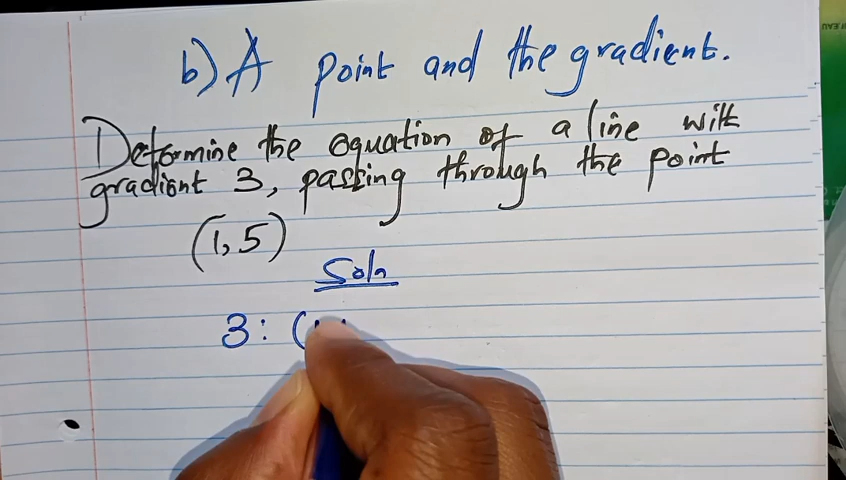 b) A point and the gradient.
Determine the equation of a line with
gradient 3, passing through the point
(1, 5)
Soln
3: (